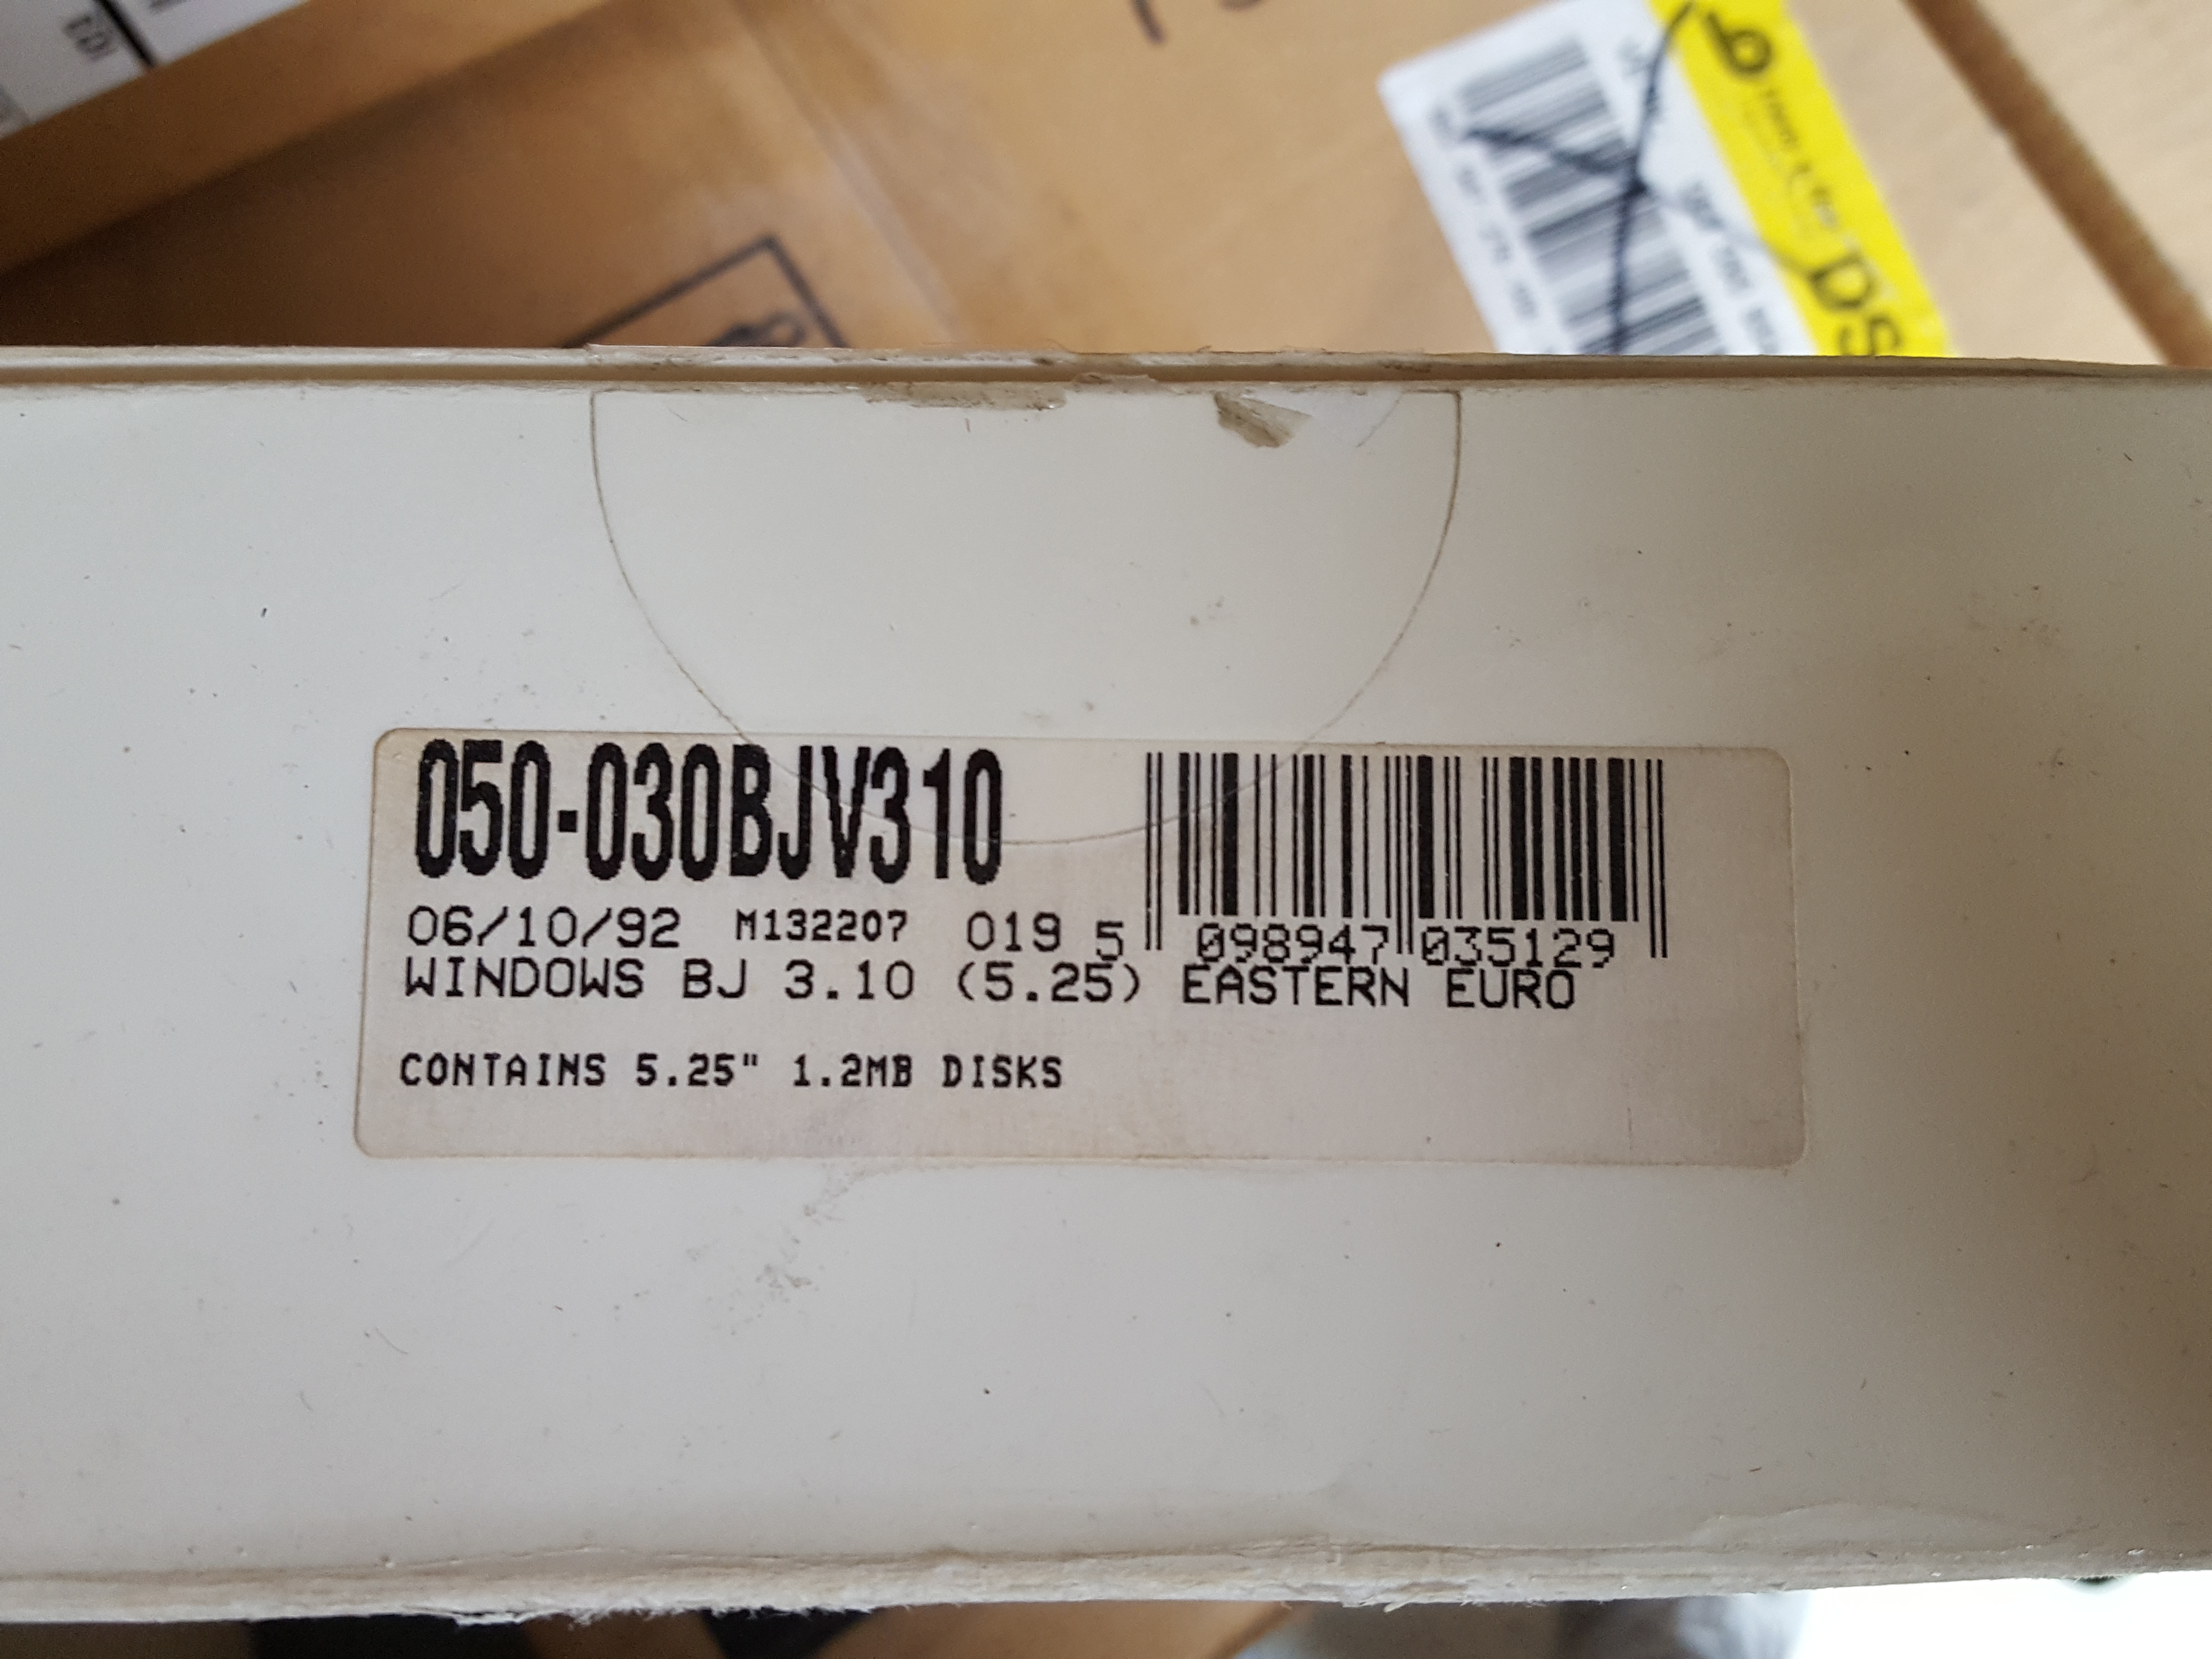 050-030BJV310
06/10/92 M132207 019 5 098947 035129
WINDOWS BJ 3.10 (5.25) EASTERN EURO
CONTAINS 5.25" 1.2MB DISKS
DS